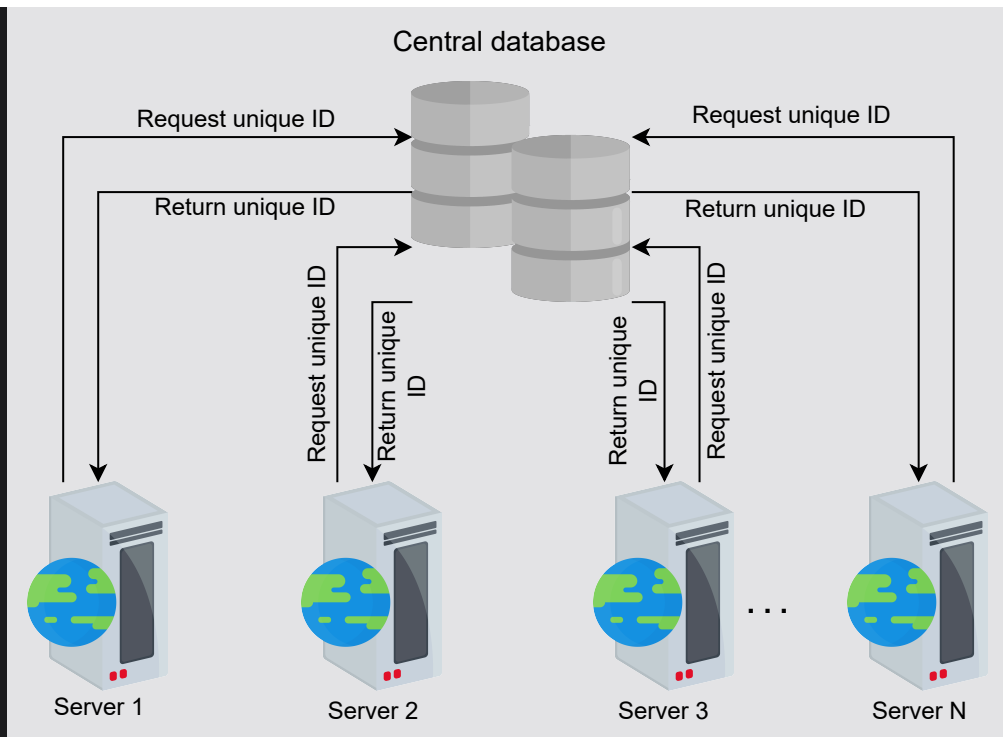 Central database
Request unique ID
Request unique ID
Return unique ID
Return unique ID
Request unique ID
Return unique
ID
Return unique
ID
Request unique ID
...
Server 1
Server 2
Server 3
Server N